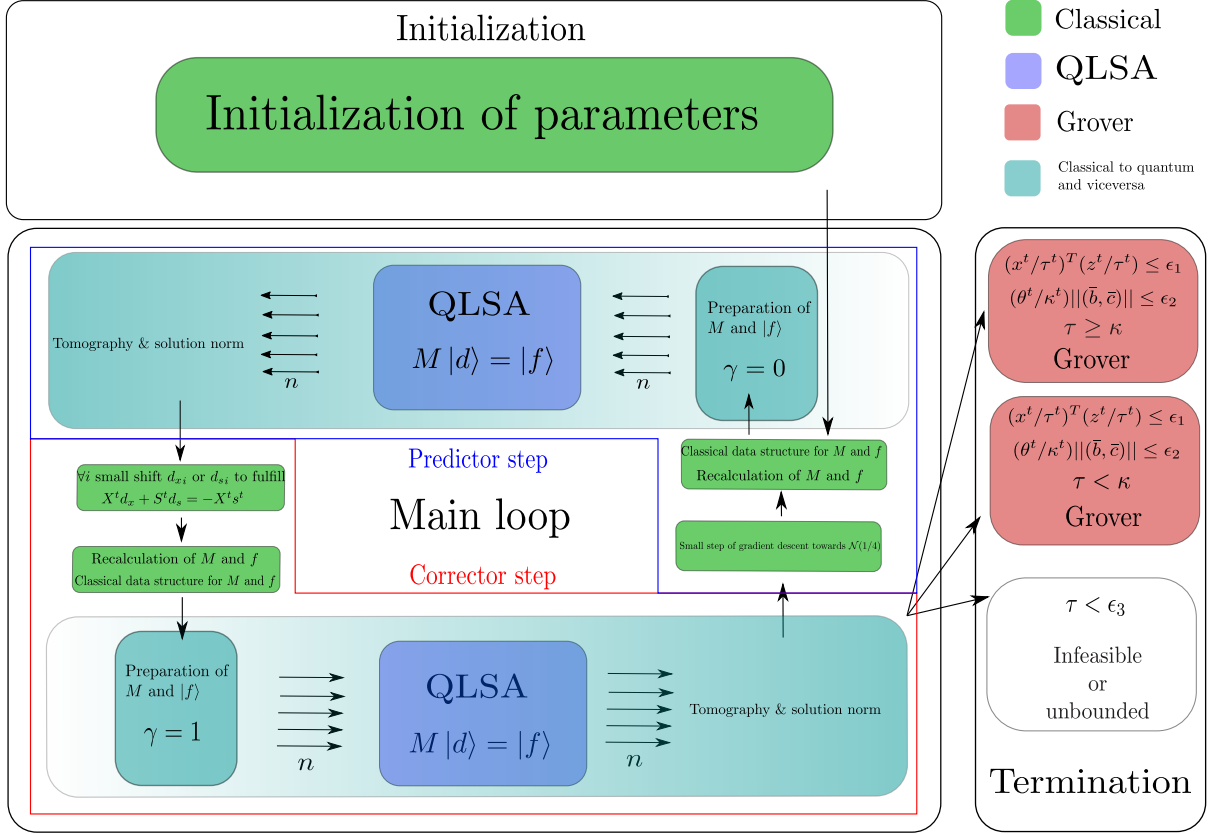 Initialization
Initialization of parameters
Classical
QLSA
Grover
Classical to quantum
and viceversa
Tomography & solution norm
n
QLSA
M |d⟩ = |f⟩
n
Preparation of
M and |f⟩
γ = 0
∀i small shift d_{xi} or d_{si} to fulfill
X^t d_x + S^t d_s = −X^t s^t
Recalculation of M and f
Classical data structure for M and f
Predictor step
Main loop
Corrector step
Classical data structure for M and f
Recalculation of M and f
Small step of gradient descent towards 𝒩(1/4)
Preparation of
M and |f⟩
γ = 1
n
QLSA
M |d⟩ = |f⟩
n
Tomography & solution norm
(x^t/τ^t)^T(z^t/τ^t) ≤ ϵ_1
(θ^t/κ^t)||(b̄, c̄)|| ≤ ϵ_2
τ ≥ κ
Grover
(x^t/τ^t)^T(z^t/τ^t) ≤ ϵ_1
(θ^t/κ^t)||(b̄, c̄)|| ≤ ϵ_2
τ < κ
Grover
τ < ϵ_3
Infeasible
or
unbounded
Termination